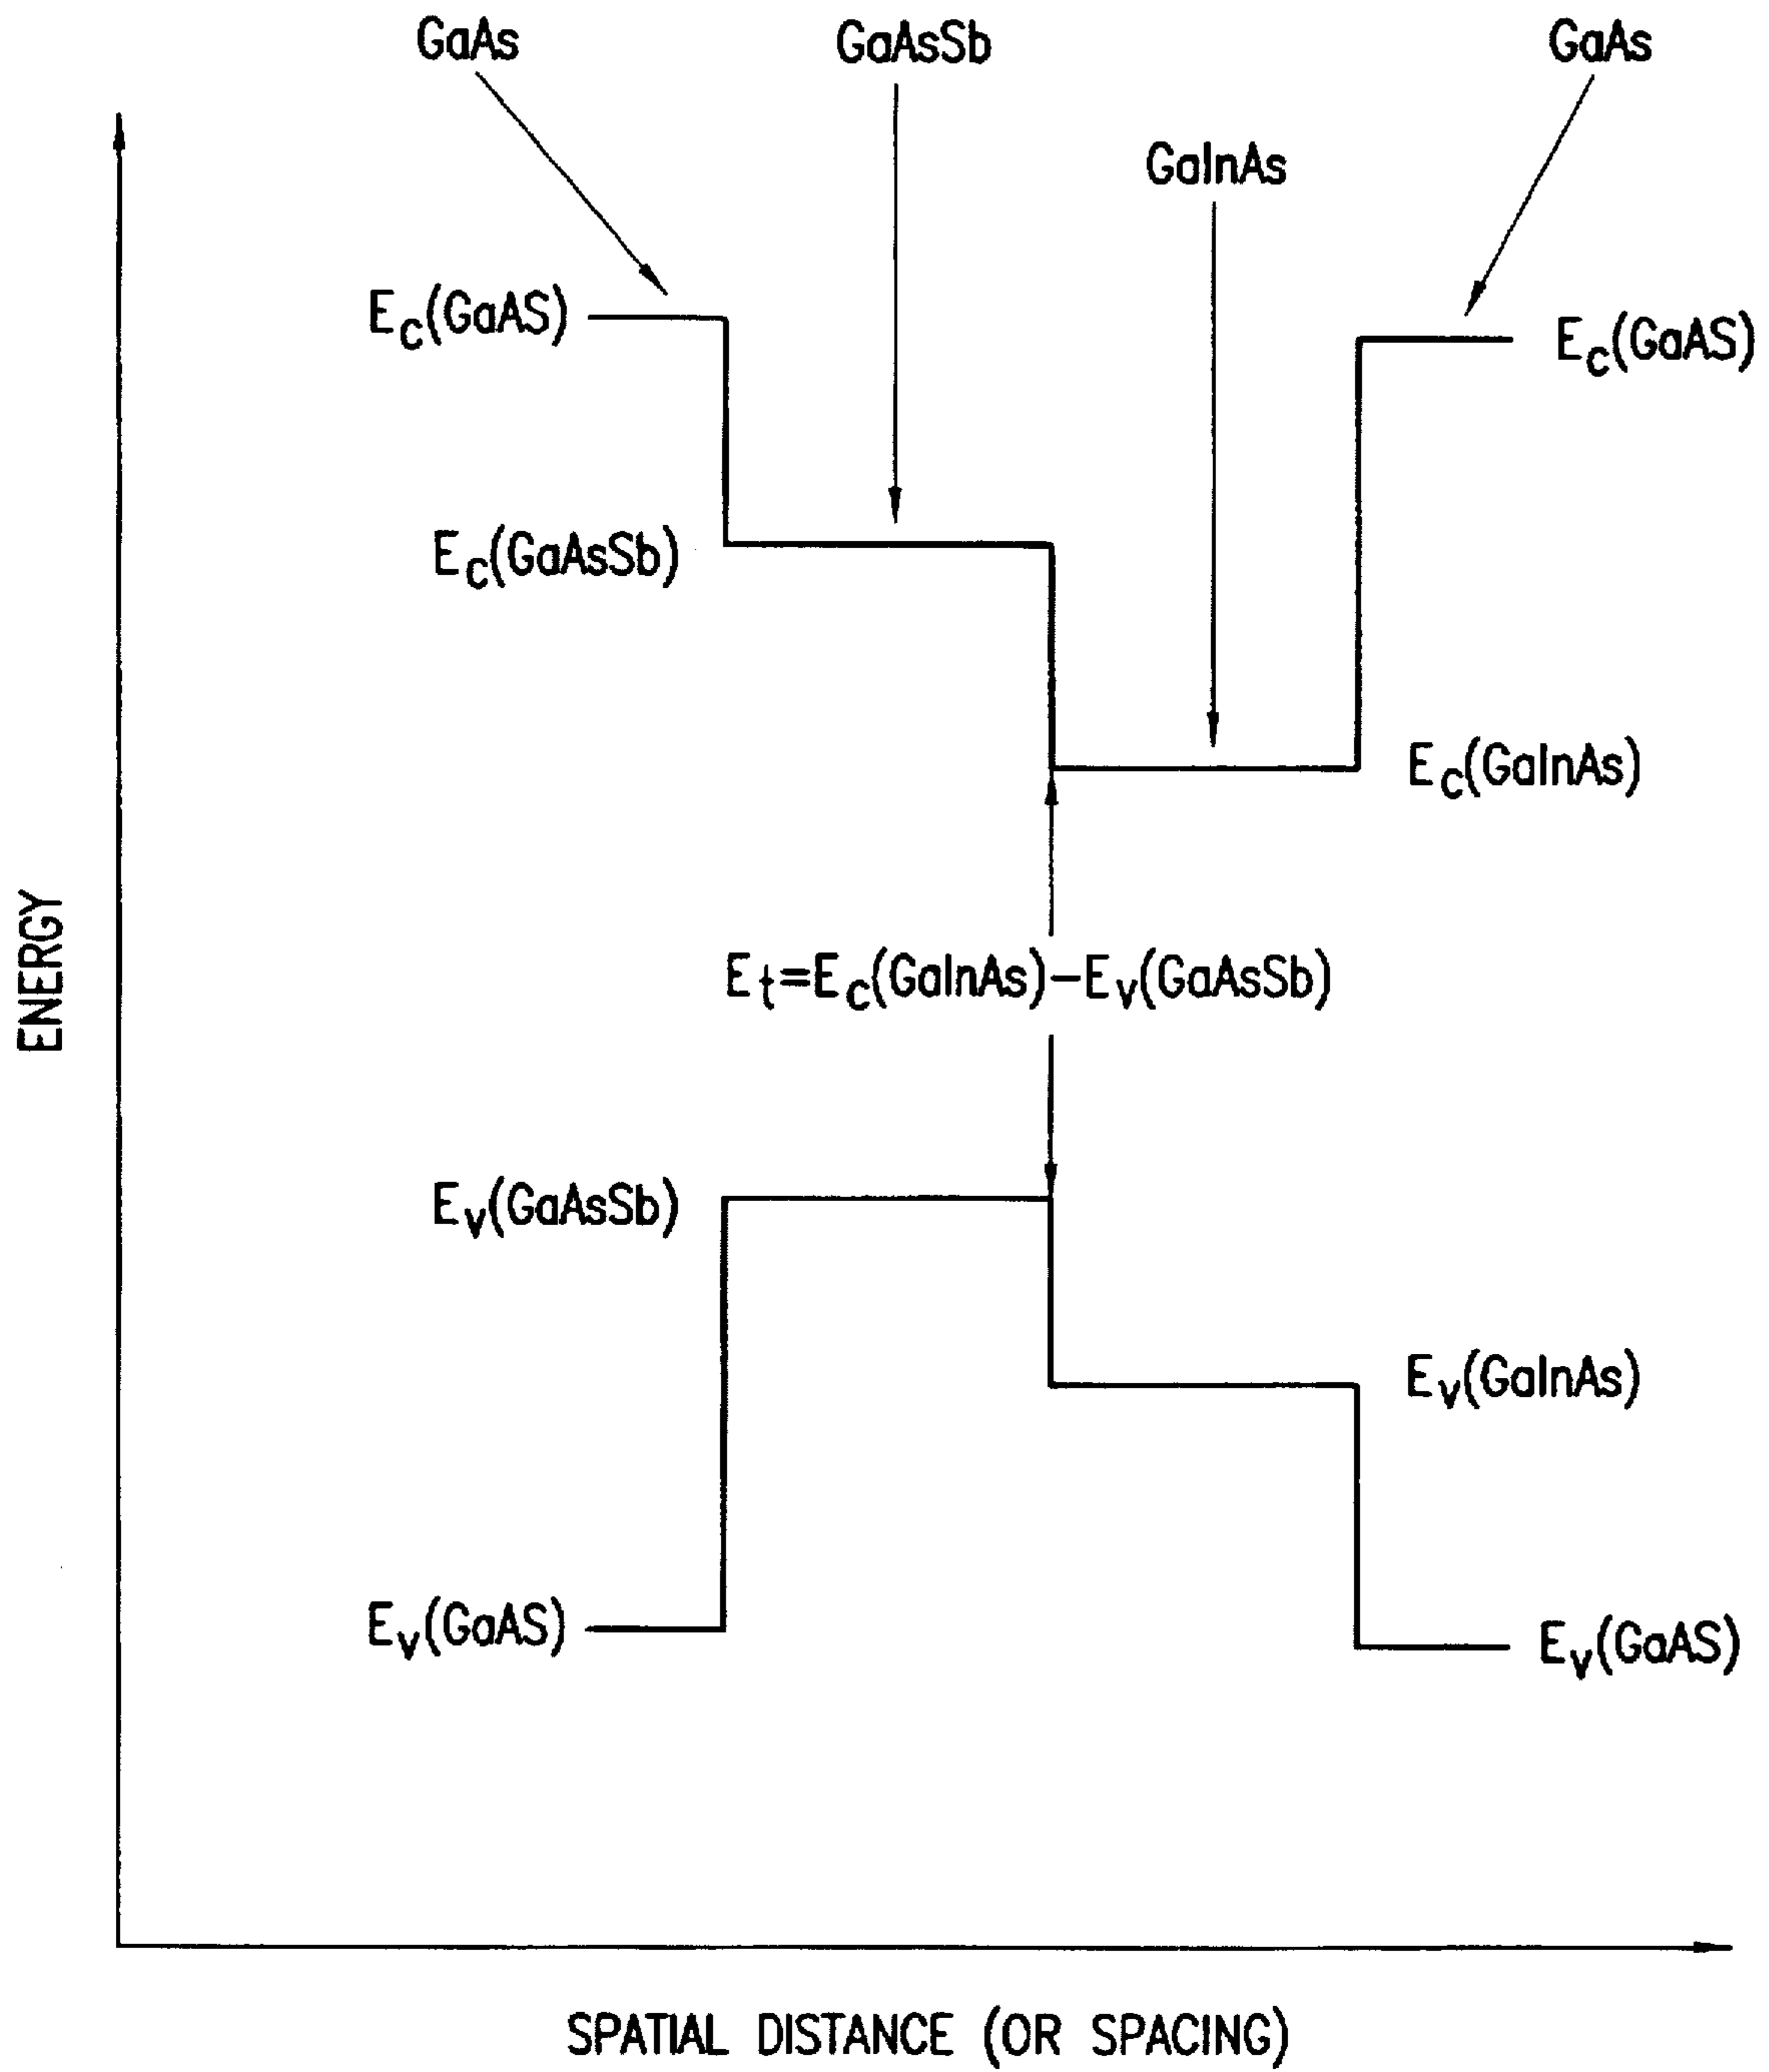 GaAs
GaAsSb
GaAs
GaInAs
Ec(GaAS)
Ec(GaAS)
Ec(GaAsSb)
Ec(GaInAs)
ENERGY
Et=Ec(GaInAs)–Ev(GaAsSb)
Ev(GaAsSb)
Ev(GaInAs)
Ev(GaAS)
Ev(GaAS)
SPATIAL DISTANCE (OR SPACING)